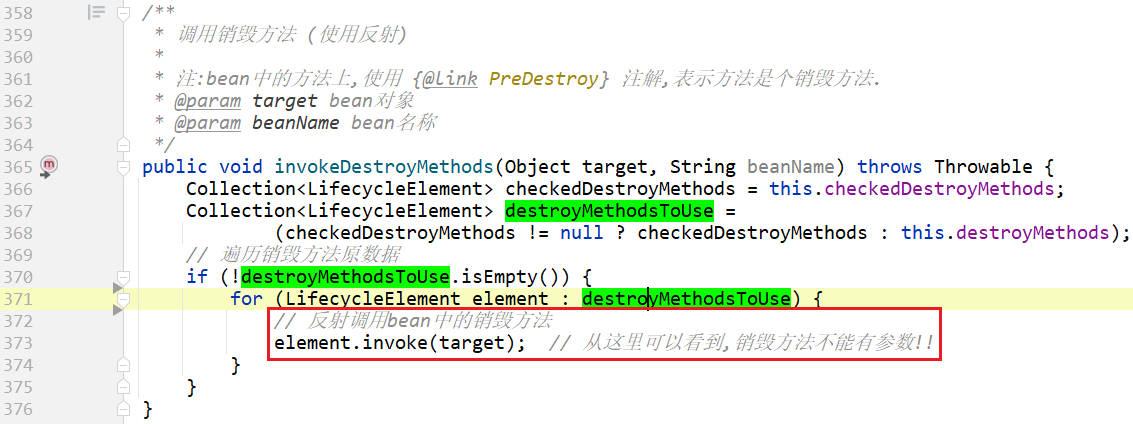 358 /**
359 * 调用销毁方法 (使用反射)
360 *
361 * 注:bean中的方法上,使用 {@link PreDestroy} 注解,表示方法是个销毁方法.
362 * @param target bean对象
363 * @param beanName bean名称
364 */
365 public void invokeDestroyMethods(Object target, String beanName) throws Throwable {
366 Collection<LifecycleElement> checkedDestroyMethods = this.checkedDestroyMethods;
367 Collection<LifecycleElement> destroyMethodsToUse =
368 (checkedDestroyMethods != null ? checkedDestroyMethods : this.destroyMethods);
369 // 遍历销毁方法原数据
370 if (!destroyMethodsToUse.isEmpty()) {
371 for (LifecycleElement element : destroyMethodsToUse) {
372 // 反射调用bean中的销毁方法
373 element.invoke(target); // 从这里可以看到,销毁方法不能有参数!!
374 }
375 }
376 }